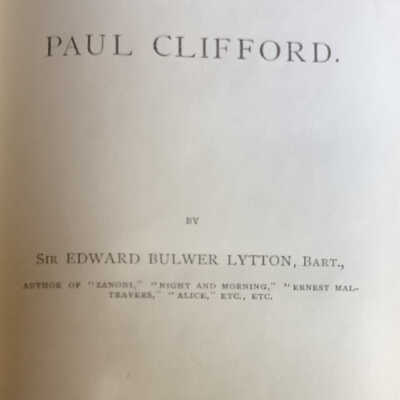 PAUL CLIFFORD.
BY
SIR EDWARD BULWER LYTTON, BART.,
AUTHOR OF "ZANONI," "NIGHT AND MORNING," "ERNEST MAL-
TRAVERS," "ALICE," ETC., ETC.